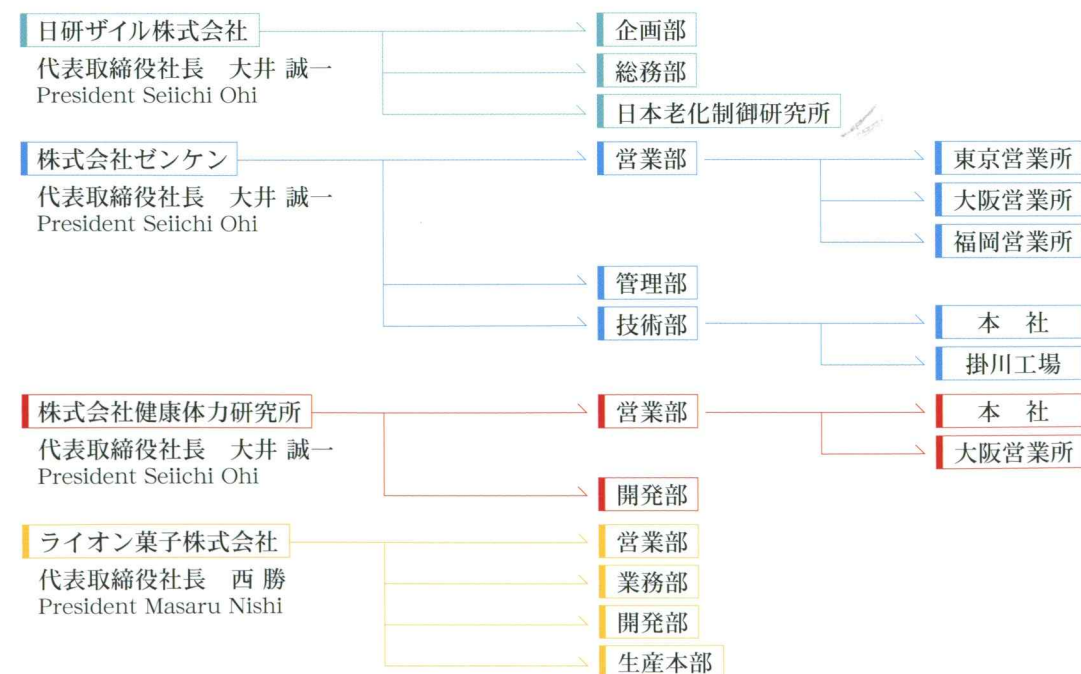 日研ザイル株式会社
代表取締役社長　大井 誠一
President Seiichi Ohi
企画部
総務部
日本老化制御研究所
株式会社ゼンケン
代表取締役社長　大井 誠一
President Seiichi Ohi
営業部
東京営業所
大阪営業所
福岡営業所
管理部
技術部
本　社
掛川工場
株式会社健康体力研究所
代表取締役社長　大井 誠一
President Seiichi Ohi
営業部
本　社
大阪営業所
開発部
ライオン菓子株式会社
代表取締役社長　西 勝
President Masaru Nishi
営業部
業務部
開発部
生産本部